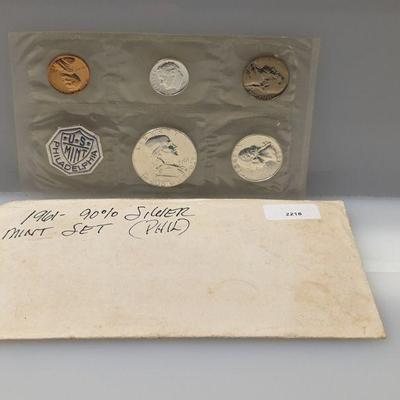 U·S
MINT
PHILADELPHIA
1961- 90% SILVER
MINT SET (PHIL)
2218